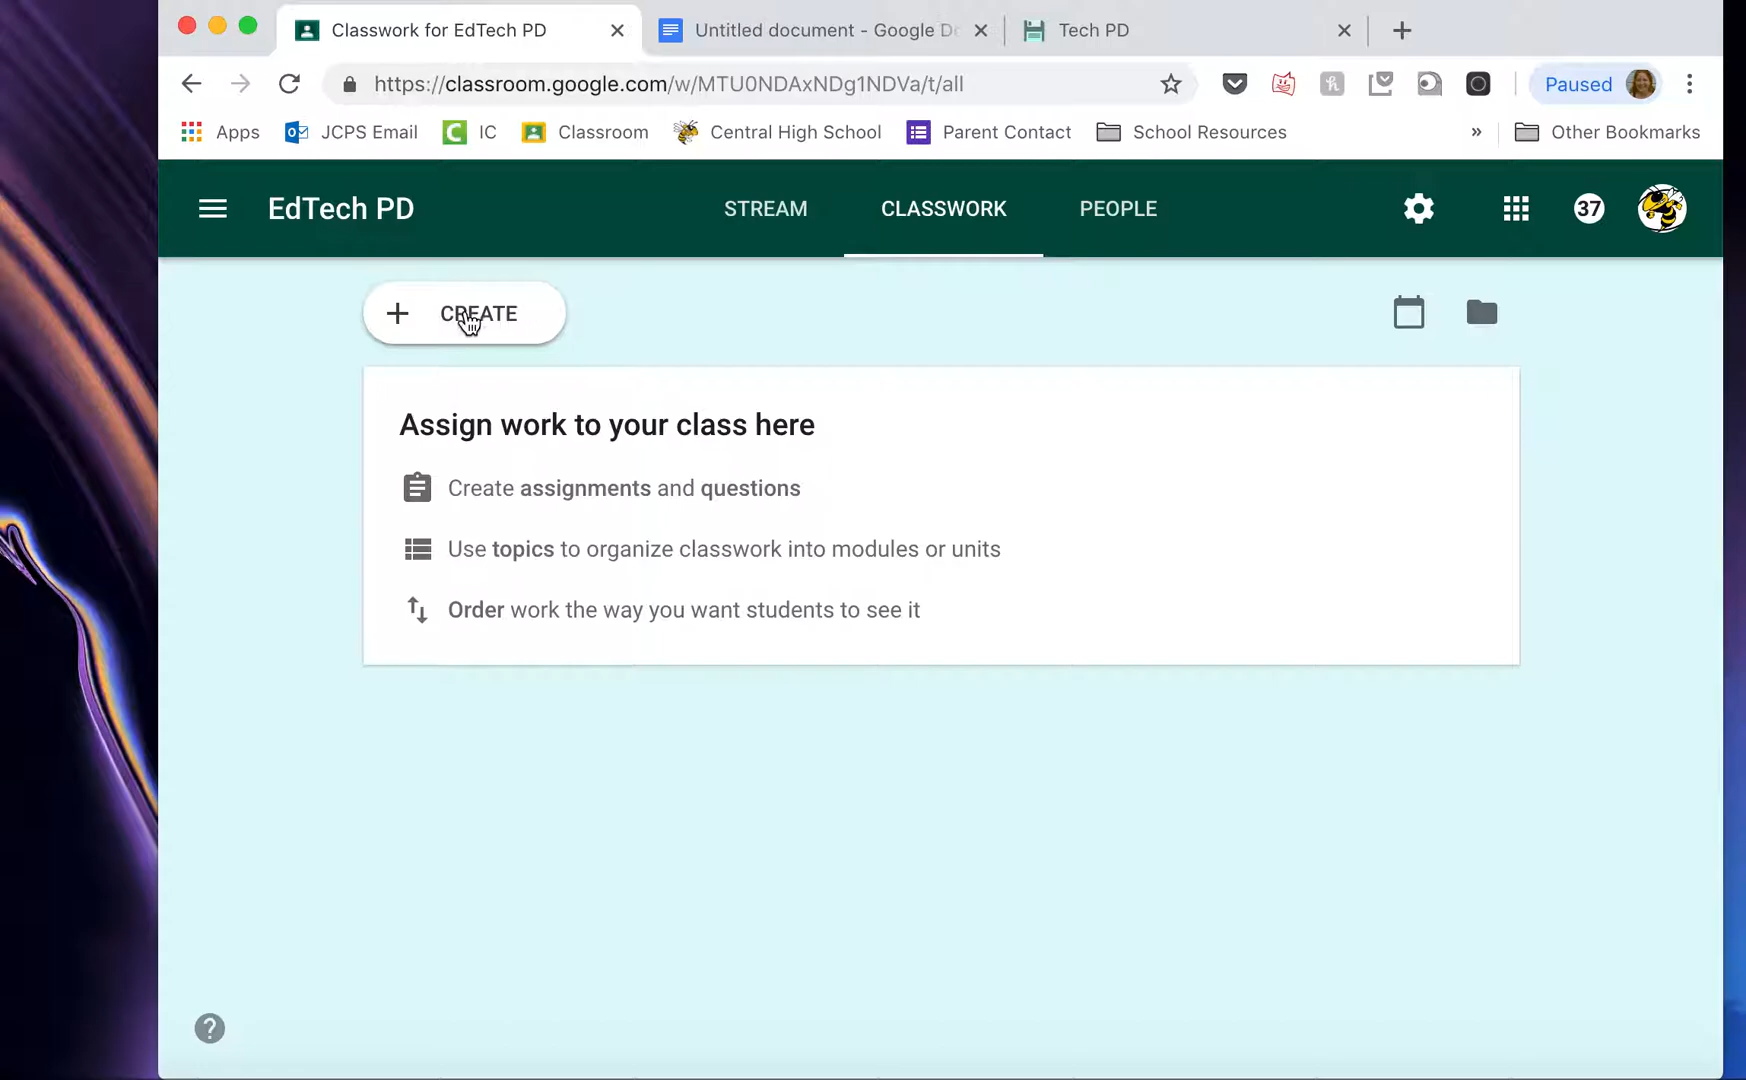 Classwork for EdTech PD
Untitled document - Google Do
Tech PD
https://classroom.google.com/w/MTU0NDAxNDg1NDVa/t/all
Paused
Apps
JCPS Email
IC
Classroom
Central High School
Parent Contact
School Resources
»
Other Bookmarks
EdTech PD
STREAM
CLASSWORK
PEOPLE
37
+ CREATE
Assign work to your class here
Create assignments and questions
Use topics to organize classwork into modules or units
Order work the way you want students to see it
?